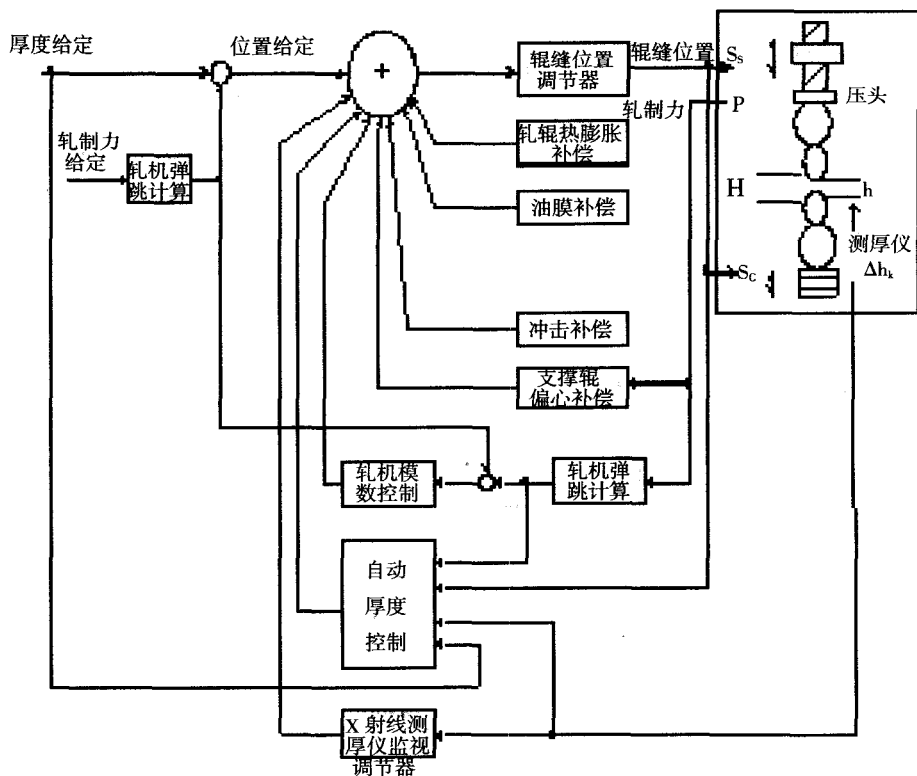 厚度给定
位置给定
+
辊缝位置
调节器
辊缝位置
S_s
轧制力
P
压头
轧制力
给定
轧机弹
跳计算
轧辊热膨胀
补偿
H
h
油膜补偿
测厚仪
Δh_k
S_C
冲击补偿
支撑辊
偏心补偿
轧机模
数控制
轧机弹
跳计算
自动
厚度
控制
X 射线测
厚仪监视
调节器